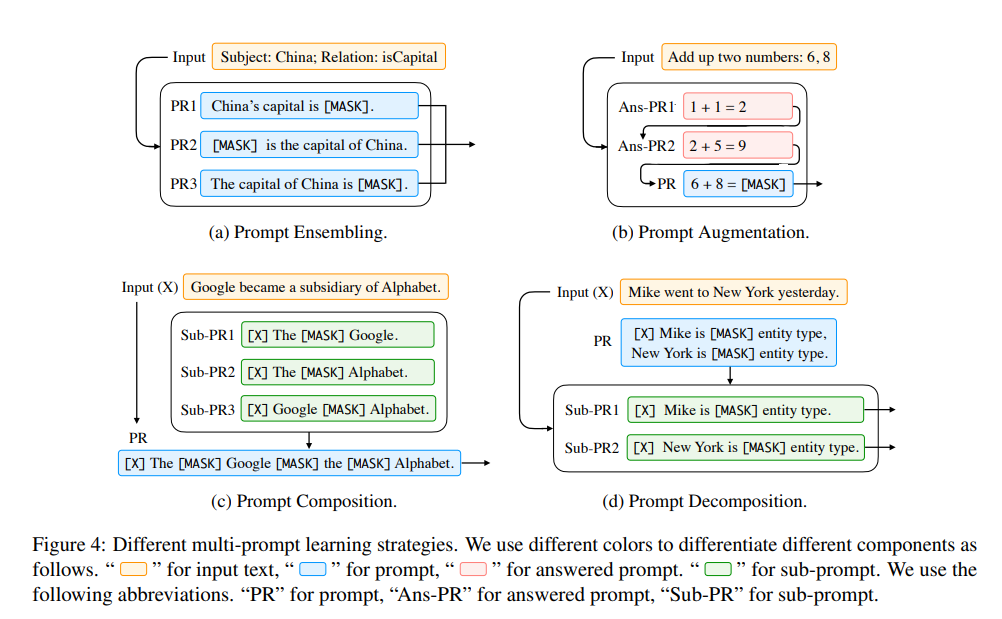 Input Subject: China; Relation: isCapital
PR1 China's capital is [MASK].
PR2 [MASK] is the capital of China.
PR3 The capital of China is [MASK].
(a) Prompt Ensembling.
Input Add up two numbers: 6, 8
Ans-PR1 1 + 1 = 2
Ans-PR2 2 + 5 = 9
PR 6 + 8 = [MASK]
(b) Prompt Augmentation.
Input (X) Google became a subsidiary of Alphabet.
Sub-PR1 [X] The [MASK] Google.
Sub-PR2 [X] The [MASK] Alphabet.
Sub-PR3 [X] Google [MASK] Alphabet.
PR
[X] The [MASK] Google [MASK] the [MASK] Alphabet.
(c) Prompt Composition.
Input (X) Mike went to New York yesterday.
PR [X] Mike is [MASK] entity type,
New York is [MASK] entity type.
Sub-PR1 [X] Mike is [MASK] entity type.
Sub-PR2 [X] New York is [MASK] entity type.
(d) Prompt Decomposition.
Figure 4: Different multi-prompt learning strategies. We use different colors to differentiate different components as
follows. “ ” for input text, “ ” for prompt, “ ” for answered prompt. “ ” for sub-prompt. We use the
following abbreviations. “PR” for prompt, “Ans-PR” for answered prompt, “Sub-PR” for sub-prompt.